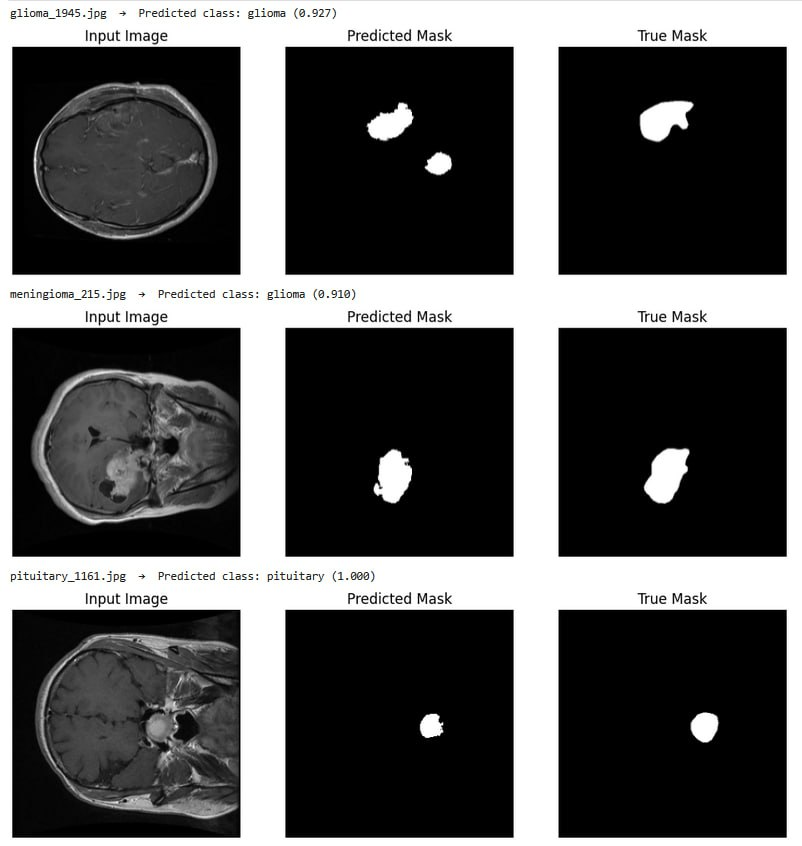 glioma_1945.jpg → Predicted class: glioma (0.927)
Input Image Predicted Mask True Mask
meningioma_215.jpg → Predicted class: glioma (0.910)
Input Image Predicted Mask True Mask
pituitary_1161.jpg → Predicted class: pituitary (1.000)
Input Image Predicted Mask True Mask